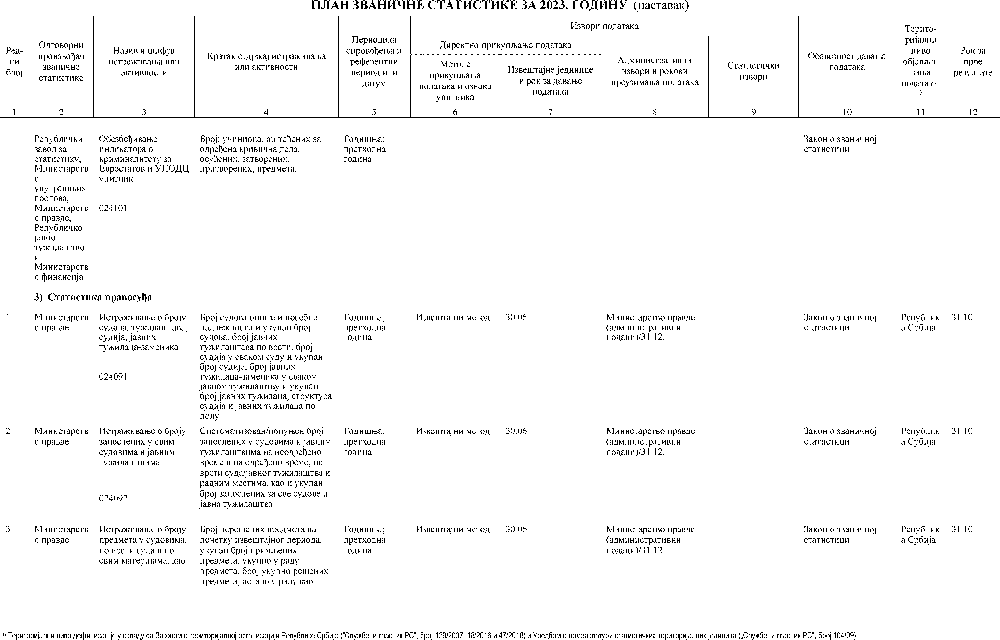 ПЛАН ЗВАНИЧНЕ СТАТИСТИКЕ ЗА 2023. ГОДИНУ (наставак)
Ред-
ни
број
Одговорни
произвођач
званичне
статистике
Назив и шифра
истраживања или
активности
Кратак садржај истраживања
или активности
Периодика
спровођења и
референтни
период или
датум
Извори података
Директно прикупљање података
Методе
прикупљања
података и ознака
упитника
Извештајне јединице
и рок за давање
података
Административни
извори и рокови
преузимања података
Статистички
извори
Обавезност давања
података
Терито-
ријални
ниво
објављи-
вања
података¹
⁾
Рок за
прве
резултате
1 2 3 4 5 6 7 8 9 10 11 12
1
Републички
завод за
статистику,
Министарств
о
унутрашњих
послова,
Министарств
о правде,
Републичко
јавно
тужилаштво
и
Министарств
о финансија
Обезбеђивање
индикатора о
криминалитету за
Евростатов и УНОДЦ
упитник
024101
Број: учиниоца, оштећених за
одређена кривична дела,
осуђених, затворених,
притворених, предмета...
Годишња;
претходна
година
Закон о званичној
статистици
3) Статистика правосуђа
1
Министарств
о правде
Истраживање о броју
судова, тужилаштава,
судија, јавних
тужилаца-заменика
024091
Број судова опште и посебне
надлежности и укупан број
судова, број јавних
тужилаштава по врсти, број
судија у сваком суду и укупан
број судија, број јавних
тужилаца-заменика у сваком
јавном тужилаштву и укупан
број јавних тужилаца, структура
судија и јавних тужилаца по
полу
Годишња;
претходна
година
Извештајни метод
30.06.
Министарство правде
(административни
подаци)/31.12.
Закон о званичној
статистици
Републик
а Србија
31.10.
2
Министарств
о правде
Истраживање о броју
запослених у свим
судовима и јавним
тужилаштвима
024092
Систематизован/попуњен број
запослених у судовима и јавним
тужилаштвима на неодређено
време и на одређено време, по
врсти суда/јавног тужилаштва и
радним местима, као и укупан
број запослених за све судове и
јавна тужилаштва
Годишња;
претходна
година
Извештајни метод
30.06.
Министарство правде
(административни
подаци)/31.12.
Закон о званичној
статистици
Републик
а Србија
31.10.
3
Министарств
о правде
Истраживање о броју
предмета у судовима,
по врсти суда и по
свим материјама, као
Број нерешених предмета на
почетку извештајног периода,
укупан број примљених
предмета, укупно у раду
предмета, број укупно решених
предмета, остало у раду као
Годишња;
претходна
година
Извештајни метод
30.06.
Министарство правде
(административни
подаци)/31.12.
Закон о званичној
статистици
Републик
а Србија
31.10.
¹⁾ Територијални ниво дефинисан је у складу са Законом о територијалној организацији Републике Србије ("Службени гласник РС", број 129/2007, 18/2016 и 47/2018) и Уредбом о номенклатури статистичких територијалних јединица („Службени гласник РС", број 104/09).